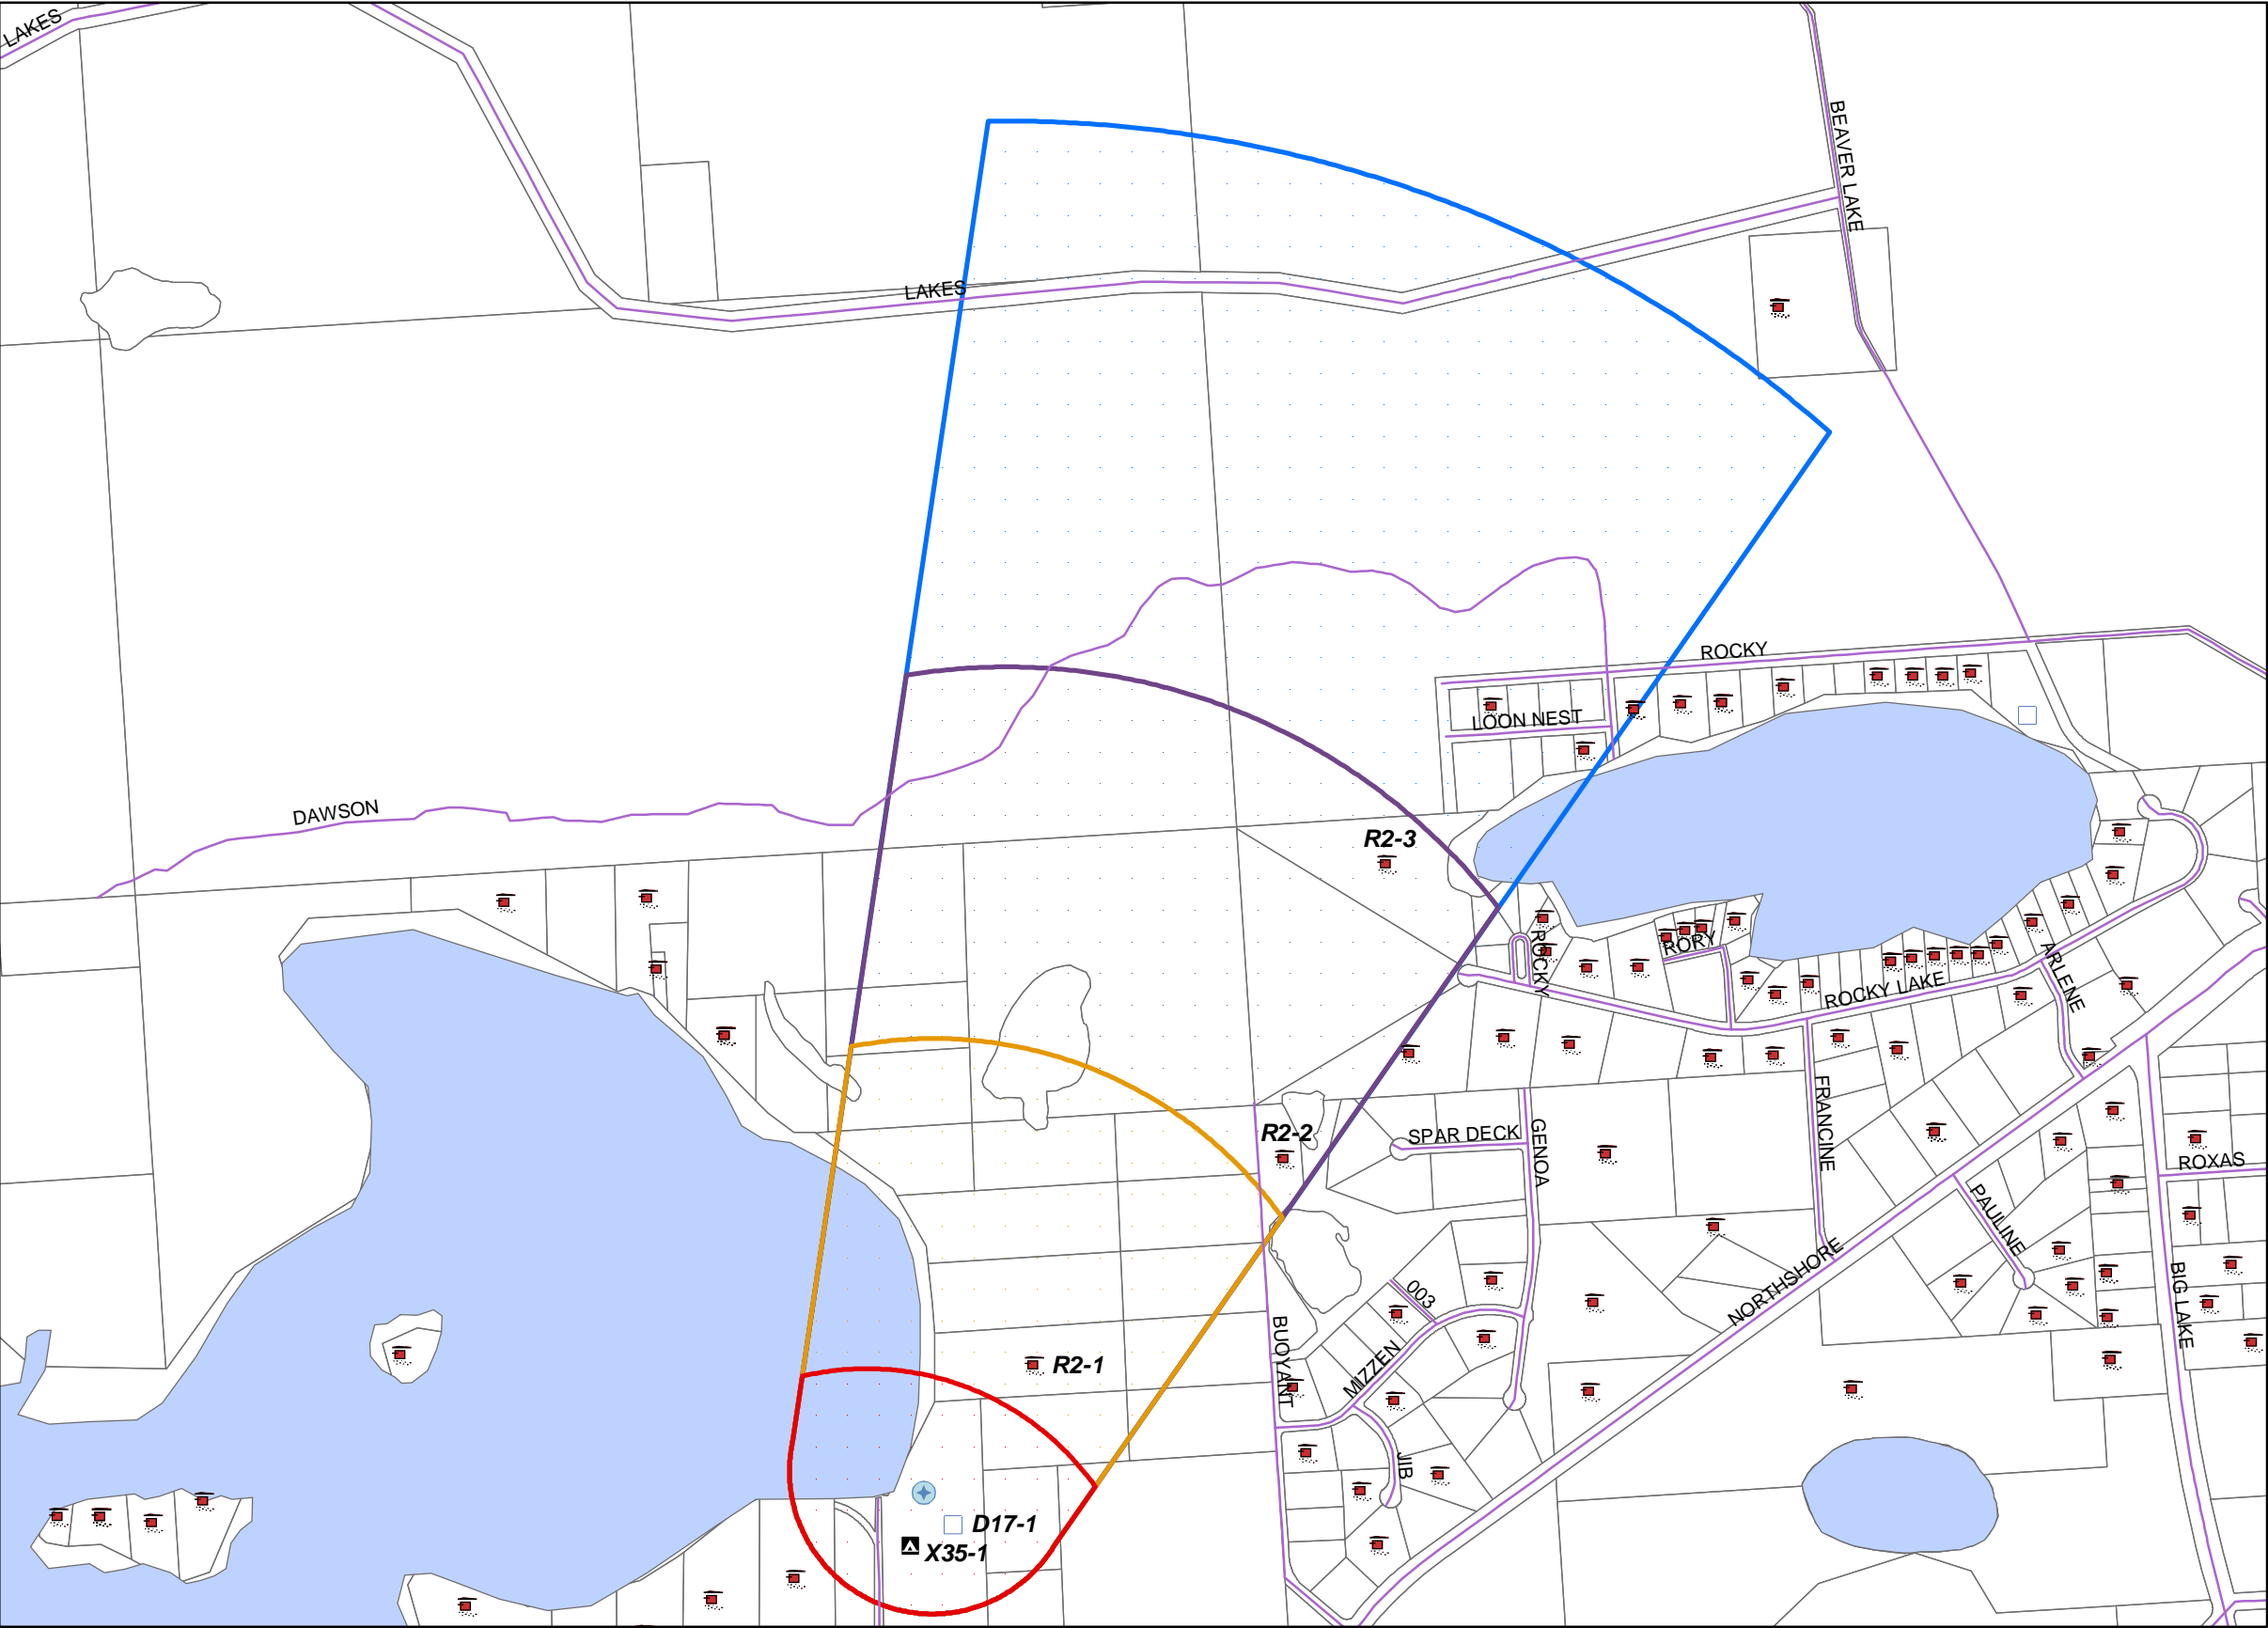 LAKES
BEAVER LAKE
LAKES
ROCKY
LOON NEST
DAWSON
R2-3
ROCKY
RORY
ARLENE
ROCKY LAKE
FRANCINE
R2-2
SPAR DECK
GENOA
ROXAS
PAULINE
NORTHSHORE
BIG LAKE
003
BUOYANT
MIZZEN
R2-1
JIB
D17-1
X35-1